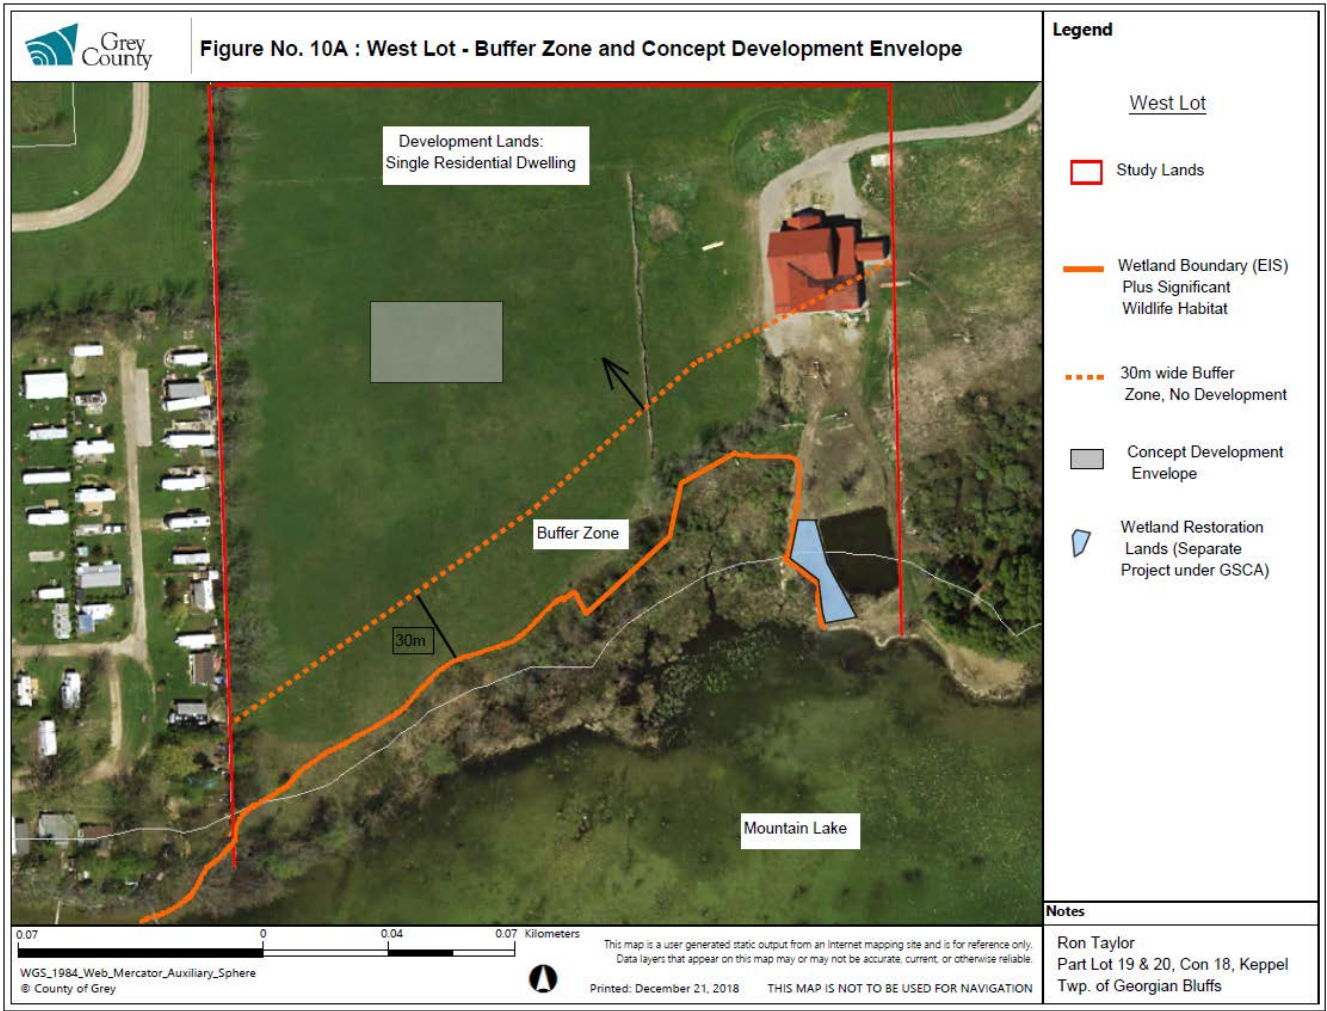 Grey
County
Figure No. 10A : West Lot - Buffer Zone and Concept Development Envelope
Development Lands:
Single Residential Dwelling
Buffer Zone
30m
Mountain Lake
Legend
West Lot
Study Lands
Wetland Boundary (EIS)
Plus Significant
Wildlife Habitat
30m wide Buffer
Zone, No Development
Concept Development
Envelope
Wetland Restoration
Lands (Separate
Project under GSCA)
Notes
Ron Taylor
Part Lot 19 & 20, Con 18, Keppel
Twp. of Georgian Bluffs
0.07 0 0.04 0.07 Kilometers
WGS_1984_Web_Mercator_Auxiliary_Sphere
© County of Grey
This map is a user generated static output from an Internet mapping site and is for reference only.
Data layers that appear on this map may or may not be accurate, current, or otherwise reliable.
Printed: December 21, 2018 THIS MAP IS NOT TO BE USED FOR NAVIGATION